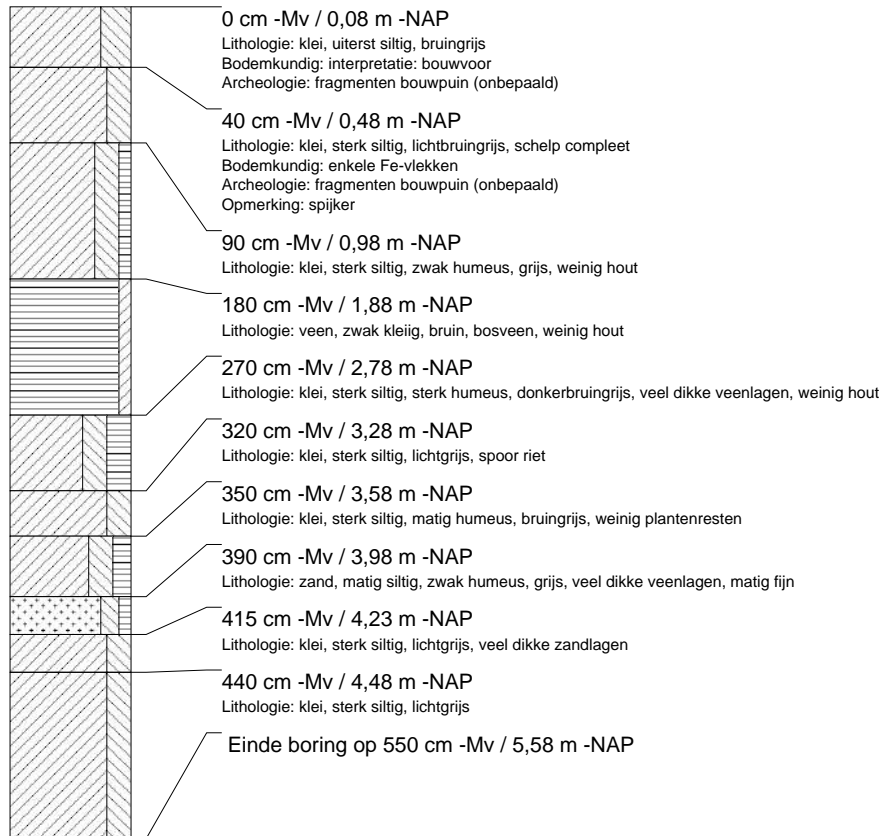 0 cm -Mv / 0,08 m -NAP
Lithologie: klei, uiterst siltig, bruingrijs
Bodemkundig: interpretatie: bouwvoor
Archeologie: fragmenten bouwpuin (onbepaald)
40 cm -Mv / 0,48 m -NAP
Lithologie: klei, sterk siltig, lichtbruingrijs, schelp compleet
Bodemkundig: enkele Fe-vlekken
Archeologie: fragmenten bouwpuin (onbepaald)
Opmerking: spijker
90 cm -Mv / 0,98 m -NAP
Lithologie: klei, sterk siltig, zwak humeus, grijs, weinig hout
180 cm -Mv / 1,88 m -NAP
Lithologie: veen, zwak kleiig, bruin, bosveen, weinig hout
270 cm -Mv / 2,78 m -NAP
Lithologie: klei, sterk siltig, sterk humeus, donkerbruingrijs, veel dikke veenlagen, weinig hout
320 cm -Mv / 3,28 m -NAP
Lithologie: klei, sterk siltig, lichtgrijs, spoor riet
350 cm -Mv / 3,58 m -NAP
Lithologie: klei, sterk siltig, matig humeus, bruingrijs, weinig plantenresten
390 cm -Mv / 3,98 m -NAP
Lithologie: zand, matig siltig, zwak humeus, grijs, veel dikke veenlagen, matig fijn
415 cm -Mv / 4,23 m -NAP
Lithologie: klei, sterk siltig, lichtgrijs, veel dikke zandlagen
440 cm -Mv / 4,48 m -NAP
Lithologie: klei, sterk siltig, lichtgrijs
Einde boring op 550 cm -Mv / 5,58 m -NAP